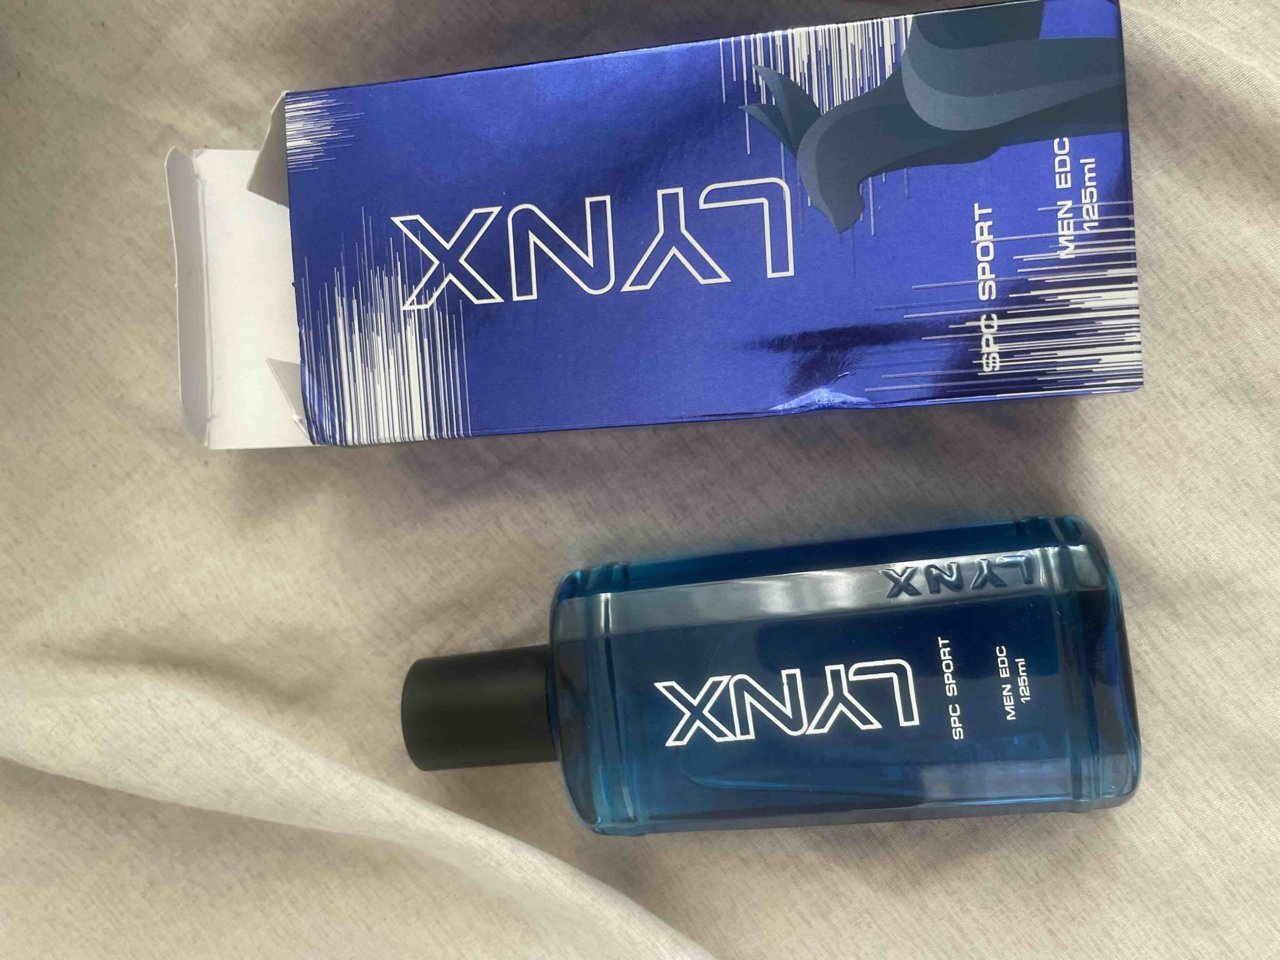 LYNX
SPC SPORT
MEN EDC
125ml
LYNX
LYNX
SPC SPORT
MEN EDC
125ml